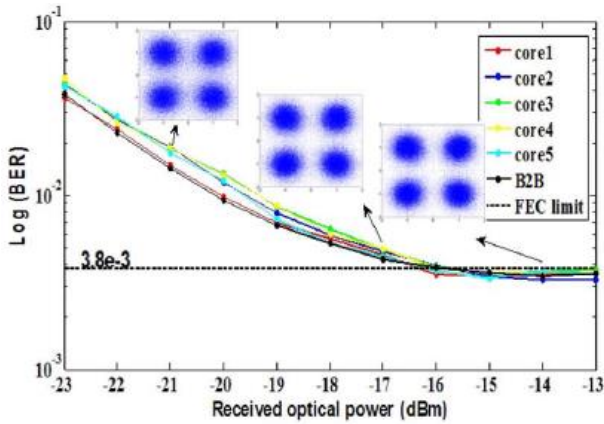 10^-1
10^-2
10^-3
Log (BER)
3.8e-3
core1
core2
core3
core4
core5
B2B
FEC limit
-23 -22 -21 -20 -19 -18 -17 -16 -15 -14 -13
Received optical power (dBm)